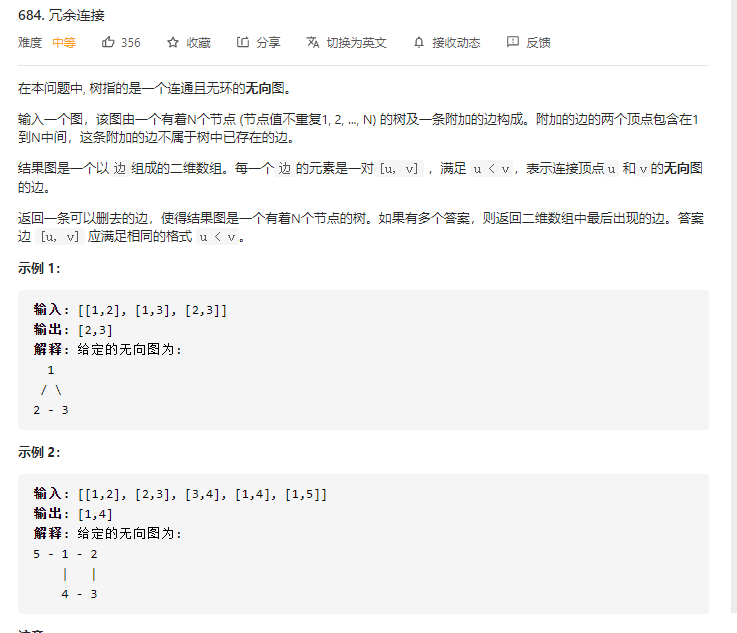 684. 冗余连接
难度 中等 356 收藏 分享 切换为英文 接收动态 反馈
在本问题中, 树指的是一个连通且无环的无向图。
输入一个图，该图由一个有着N个节点 (节点值不重复1, 2, ..., N) 的树及一条附加的边构成。附加的边的两个顶点包含在1
到N中间，这条附加的边不属于树中已存在的边。
结果图是一个以 边 组成的二维数组。每一个 边 的元素是一对 [u, v] ，满足 u < v，表示连接顶点 u 和 v 的无向图
的边。
返回一条可以删去的边，使得结果图是一个有着N个节点的树。如果有多个答案，则返回二维数组中最后出现的边。答案
边 [u, v] 应满足相同的格式 u < v。
示例 1：
输入: [[1,2], [1,3], [2,3]]
输出: [2,3]
解释: 给定的无向图为:
1
/ \
2 - 3
示例 2：
输入: [[1,2], [2,3], [3,4], [1,4], [1,5]]
输出: [1,4]
解释: 给定的无向图为:
5 - 1 - 2
| |
4 - 3